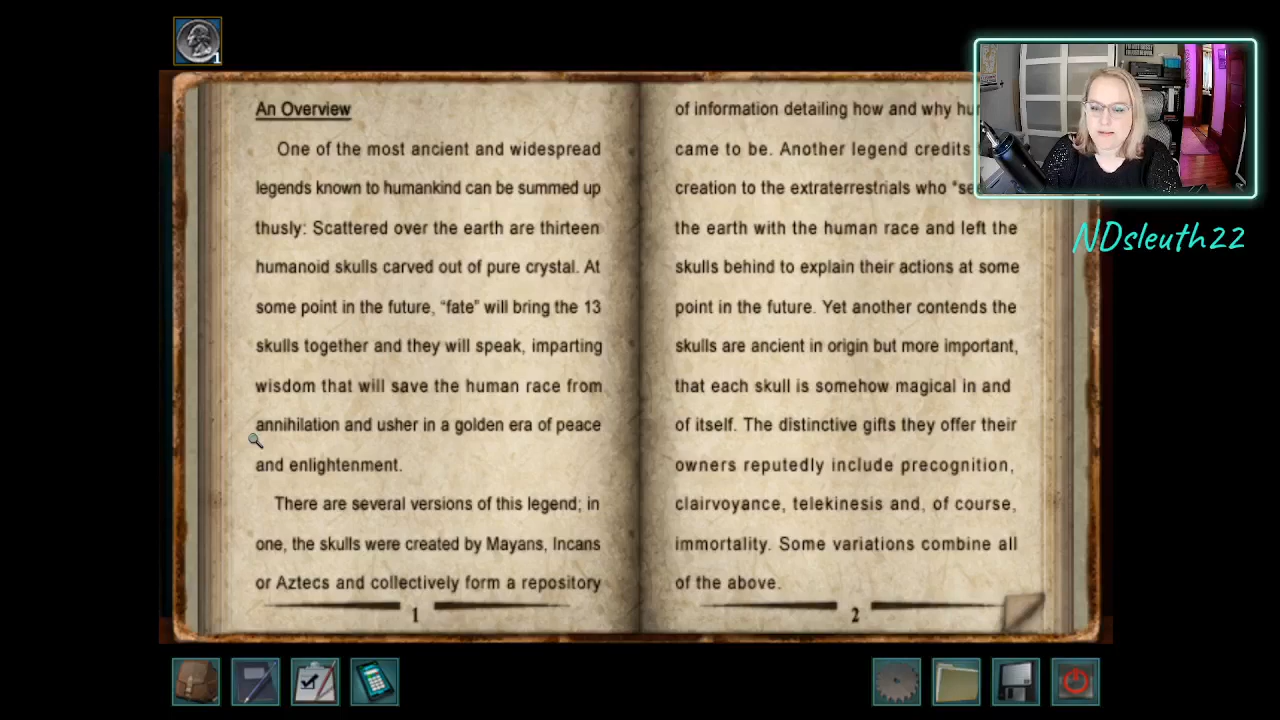 1
An Overview
One of the most ancient and widespread
legends known to humankind can be summed up
thusly: Scattered over the earth are thirteen
humanoid skulls carved out of pure crystal. At
some point in the future, “fate” will bring the 13
skulls together and they will speak, imparting
wisdom that will save the human race from
annihilation and usher in a golden era of peace
and enlightenment.
There are several versions of this legend; in
one, the skulls were created by Mayans, Incans
or Aztecs and collectively form a repository
1
of information detailing how and why
came to be. Another legend credits
creation to the extraterrestrials who
the earth with the human race and left the
skulls behind to explain their actions at some
point in the future. Yet another contends the
skulls are ancient in origin but more important,
that each skull is somehow magical in and
of itself. The distinctive gifts they offer their
owners reputedly include precognition,
clairvoyance, telekinesis and, of course,
immortality. Some variations combine all
of the above.
2
NDsleuth22